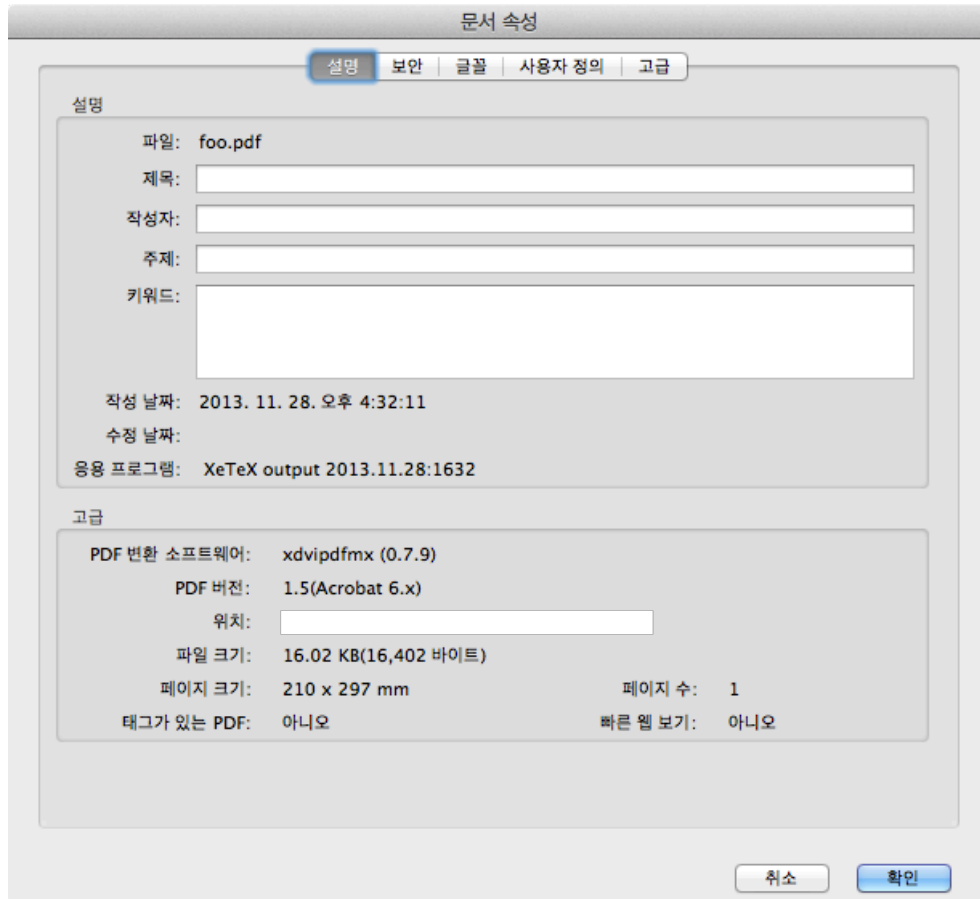 문서 속성
설명 보안 글꼴 사용자 정의 고급
설명
파일: foo.pdf
제목:
작성자:
주제:
키워드:
작성 날짜: 2013. 11. 28. 오후 4:32:11
수정 날짜:
응용 프로그램: XeTeX output 2013.11.28:1632
고급
PDF 변환 소프트웨어: xdvipdfmx (0.7.9)
PDF 버전: 1.5(Acrobat 6.x)
위치:
파일 크기: 16.02 KB(16,402 바이트)
페이지 크기: 210 x 297 mm 페이지 수: 1
태그가 있는 PDF: 아니오 빠른 웹 보기: 아니오
취소 확인